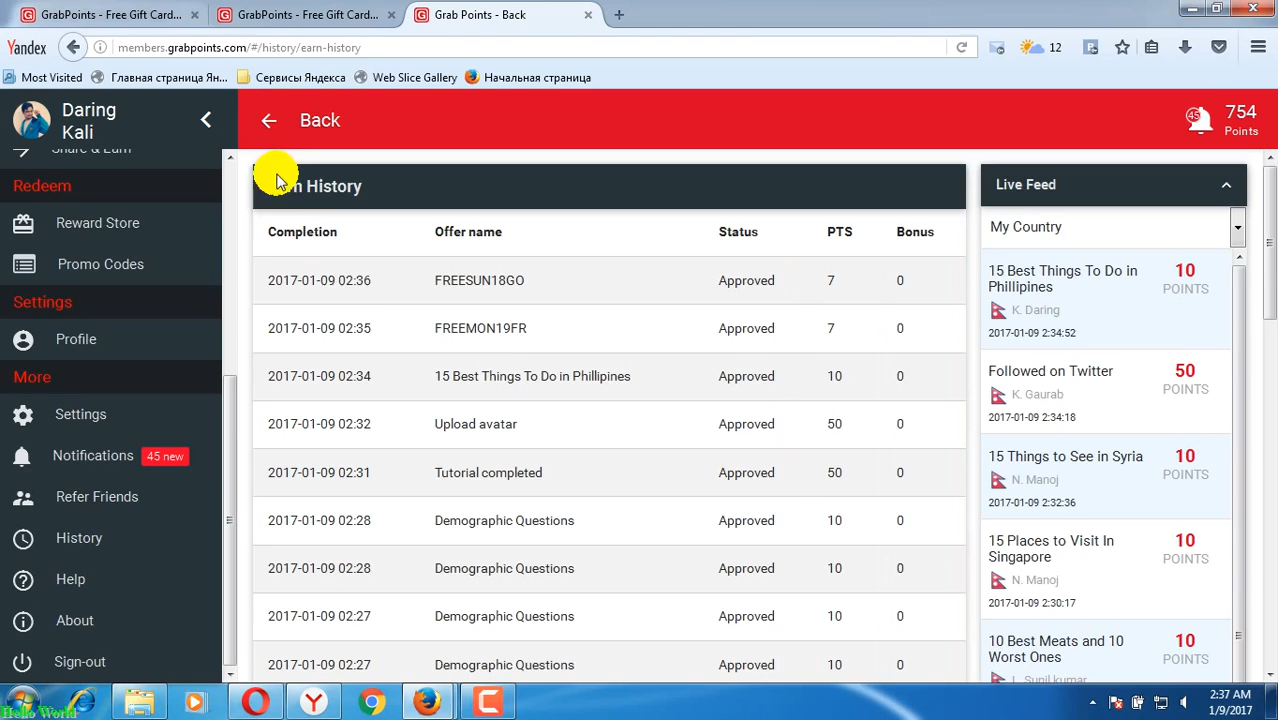 GrabPoints - Free Gift Card...
GrabPoints - Free Gift Card...
Grab Points - Back
Yandex
members.grabpoints.com/#/history/earn-history
12
Most Visited
Главная страница Ян...
Сервисы Яндекса
Web Slice Gallery
Начальная страница
Daring
Kali
Share & Earn
Redeem
Reward Store
Promo Codes
Settings
Profile
More
Settings
Notifications 45 new
Refer Friends
History
Help
About
Sign-out
Back
45
754
Points
History
Completion Offer name Status PTS Bonus
2017-01-09 02:36 FREESUN18GO Approved 7 0
2017-01-09 02:35 FREEMON19FR Approved 7 0
2017-01-09 02:34 15 Best Things To Do in Phillipines Approved 10 0
2017-01-09 02:32 Upload avatar Approved 50 0
2017-01-09 02:31 Tutorial completed Approved 50 0
2017-01-09 02:28 Demographic Questions Approved 10 0
2017-01-09 02:28 Demographic Questions Approved 10 0
2017-01-09 02:27 Demographic Questions Approved 10 0
2017-01-09 02:27 Demographic Questions Approved 10 0
Live Feed
My Country
15 Best Things To Do in 10
Phillipines POINTS
K. Daring
2017-01-09 2:34:52
Followed on Twitter 50
POINTS
K. Gaurab
2017-01-09 2:34:18
15 Things to See in Syria 10
POINTS
N. Manoj
2017-01-09 2:32:36
15 Places to Visit In 10
Singapore POINTS
N. Manoj
2017-01-09 2:30:17
10 Best Meats and 10 10
Worst Ones POINTS
L. Sunil kumar
Hello World
2:37 AM
1/9/2017